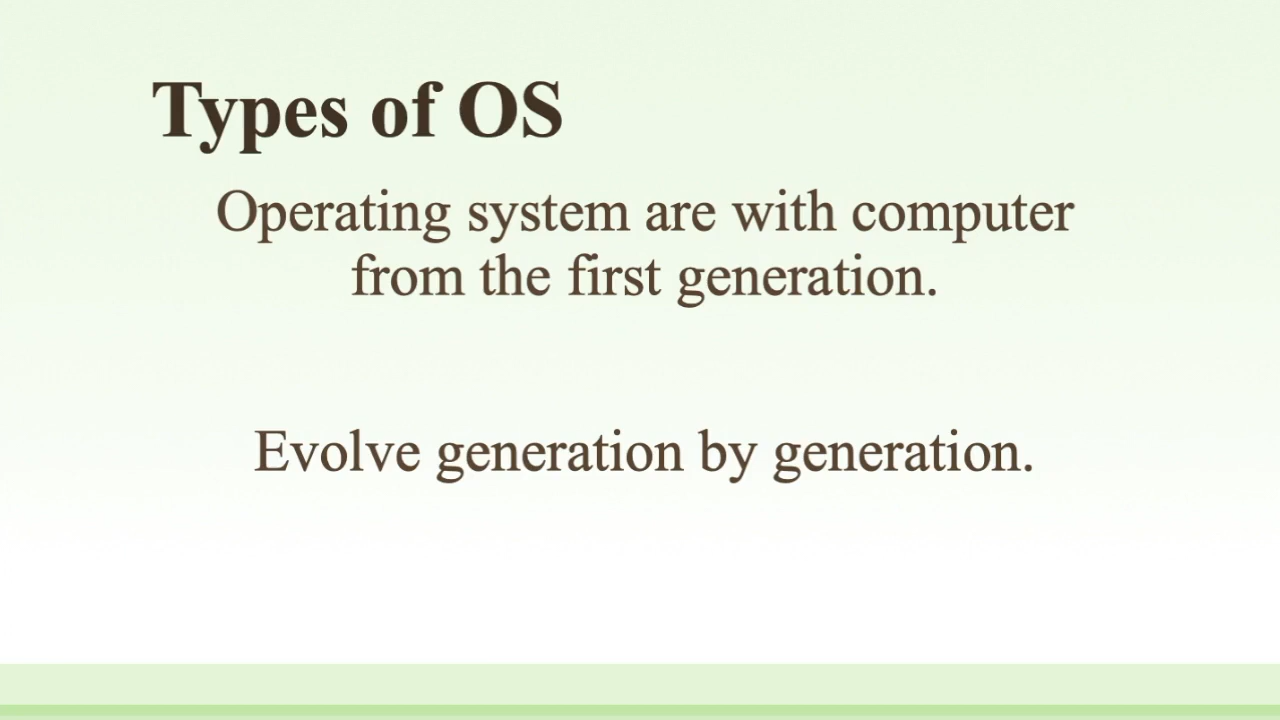 Types of OS
Operating system are with computer
from the first generation.
Evolve generation by generation.